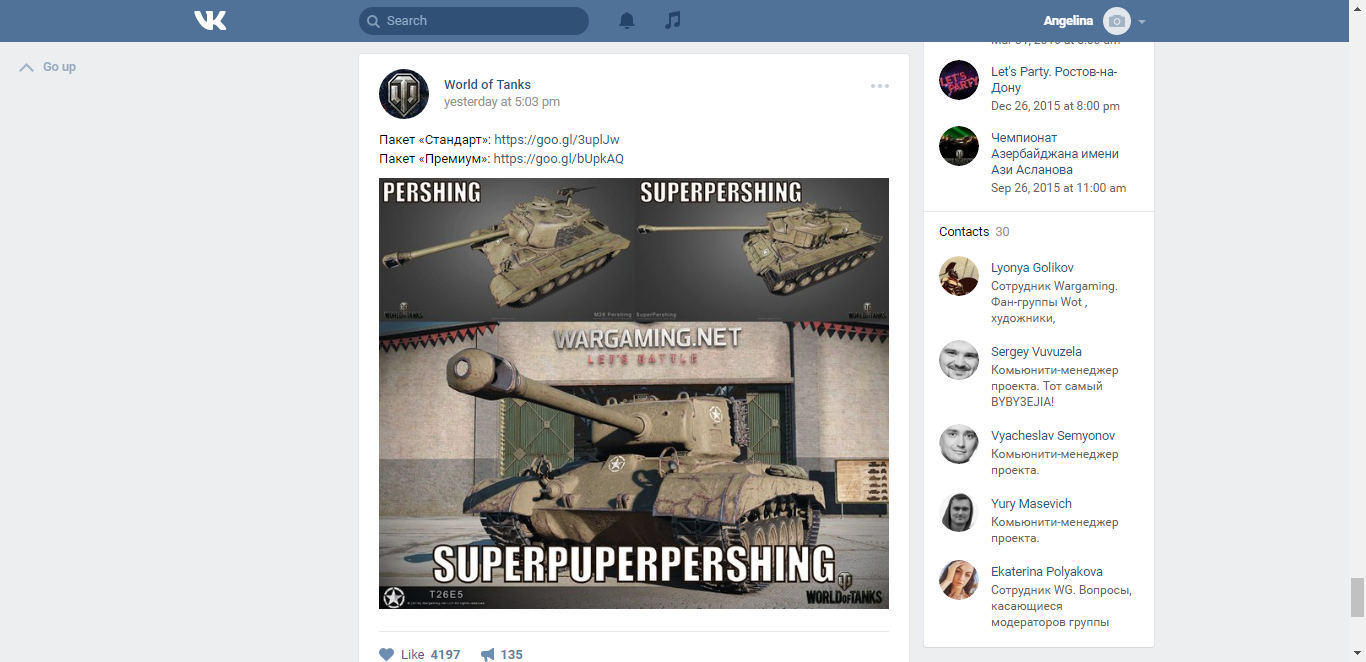 Search
Angelina
Go up
World of Tanks
yesterday at 5:03 pm
Пакет «Стандарт»: https://goo.gl/3uplJw
Пакет «Премиум»: https://goo.gl/bUpkAQ
PERSHING
SUPERPERSHING
WORLD OF TANKS
M26 Pershing SuperPershing
WORLD OF TANKS
WARGAMING.NET
LET'S BATTLE
SUPERPUPERPERSHING
T26E5
WORLD OF TANKS
Like 4197
135
LET'S PARTY
Let's Party. Ростов-на-
Дону
Dec 26, 2015 at 8:00 pm
Чемпионат
Азербайджана имени
Ази Асланова
Sep 26, 2015 at 11:00 am
Contacts 30
Lyonya Golikov
Сотрудник Wargaming.
Фан-группы Wot ,
художники,
Sergey Vuvuzela
Комьюнити-менеджер
проекта. Тот самый
BYBY3EJIA!
Vyacheslav Semyonov
Комьюнити-менеджер
проекта.
Yury Masevich
Комьюнити-менеджер
проекта.
Ekaterina Polyakova
Сотрудник WG. Вопросы,
касающиеся
модераторов группы